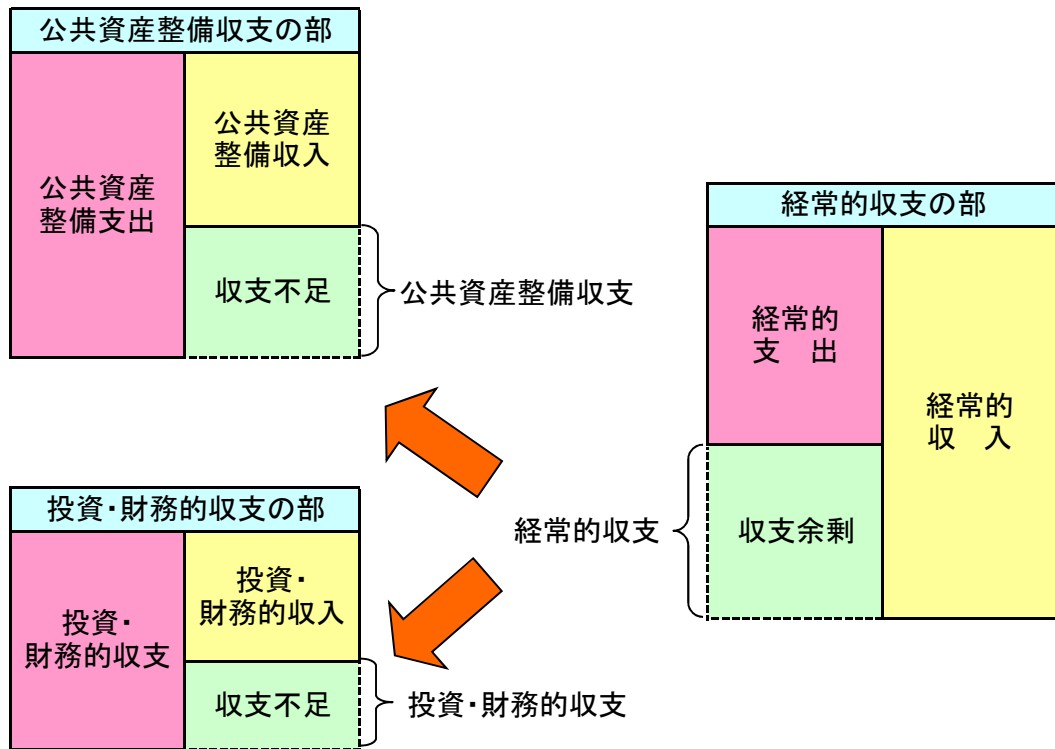 公共資産整備収支の部
公共資産
整備支出
公共資産
整備収入
収支不足
公共資産整備収支
経常的収支の部
経常的
支　出
経常的
収　入
収支余剰
経常的収支
投資・財務的収支の部
投資・
財務的収支
投資・
財務的収入
収支不足
投資・財務的収支